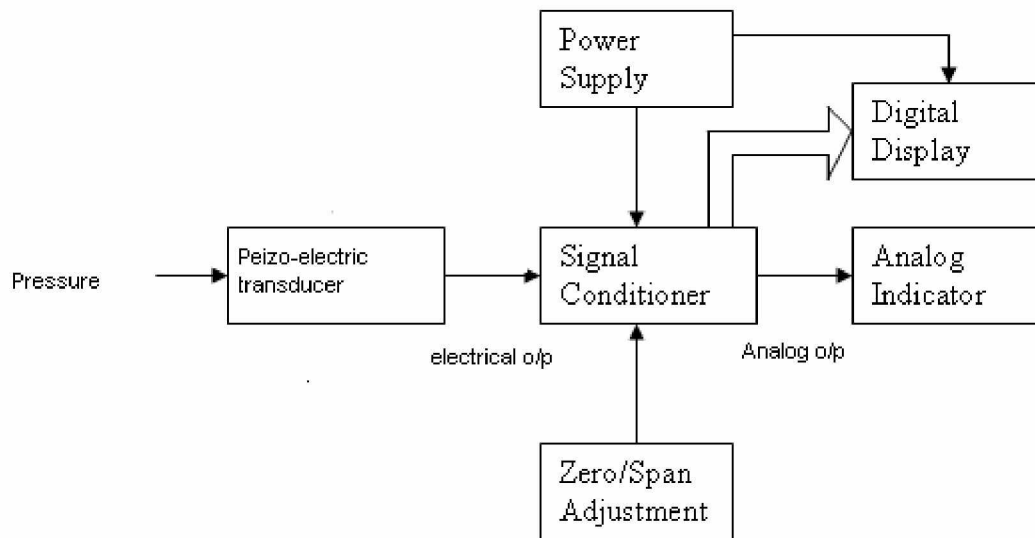 Power
Supply
Digital
Display
Pressure
Peizo-electric
transducer
Signal
Conditioner
Analog
Indicator
electrical o/p
Analog o/p
Zero/Span
Adjustment